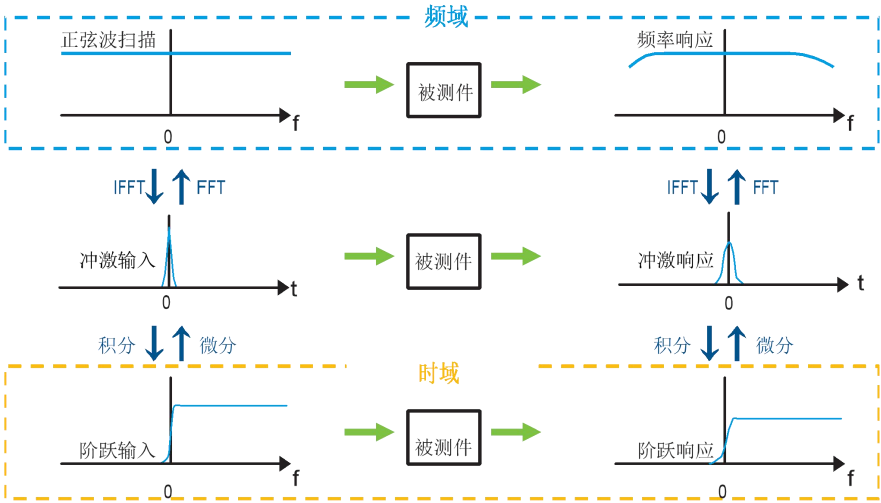 频域
正弦波扫描
频率响应
被测件
f
f
0
0
IFFT
FFT
IFFT
FFT
冲激输入
被测件
冲激响应
t
t
0
0
积分
微分
积分
微分
时域
阶跃输入
被测件
阶跃响应
f
f
0
0